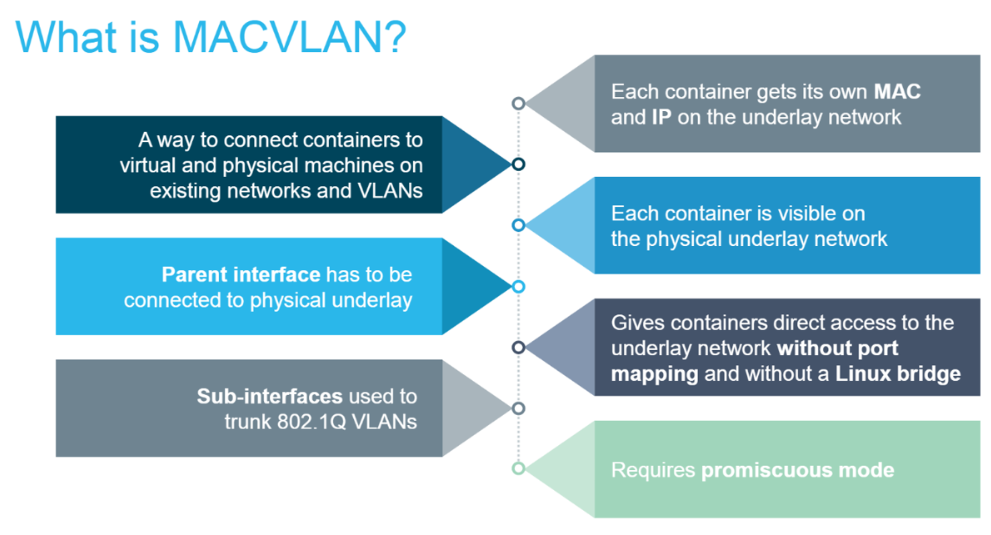 What is MACVLAN?
Each container gets its own MAC
and IP on the underlay network
A way to connect containers to
virtual and physical machines on
existing networks and VLANs
Each container is visible on
the physical underlay network
Parent interface has to be
connected to physical underlay
Gives containers direct access to the
underlay network without port
mapping and without a Linux bridge
Sub-interfaces used to
trunk 802.1Q VLANs
Requires promiscuous mode